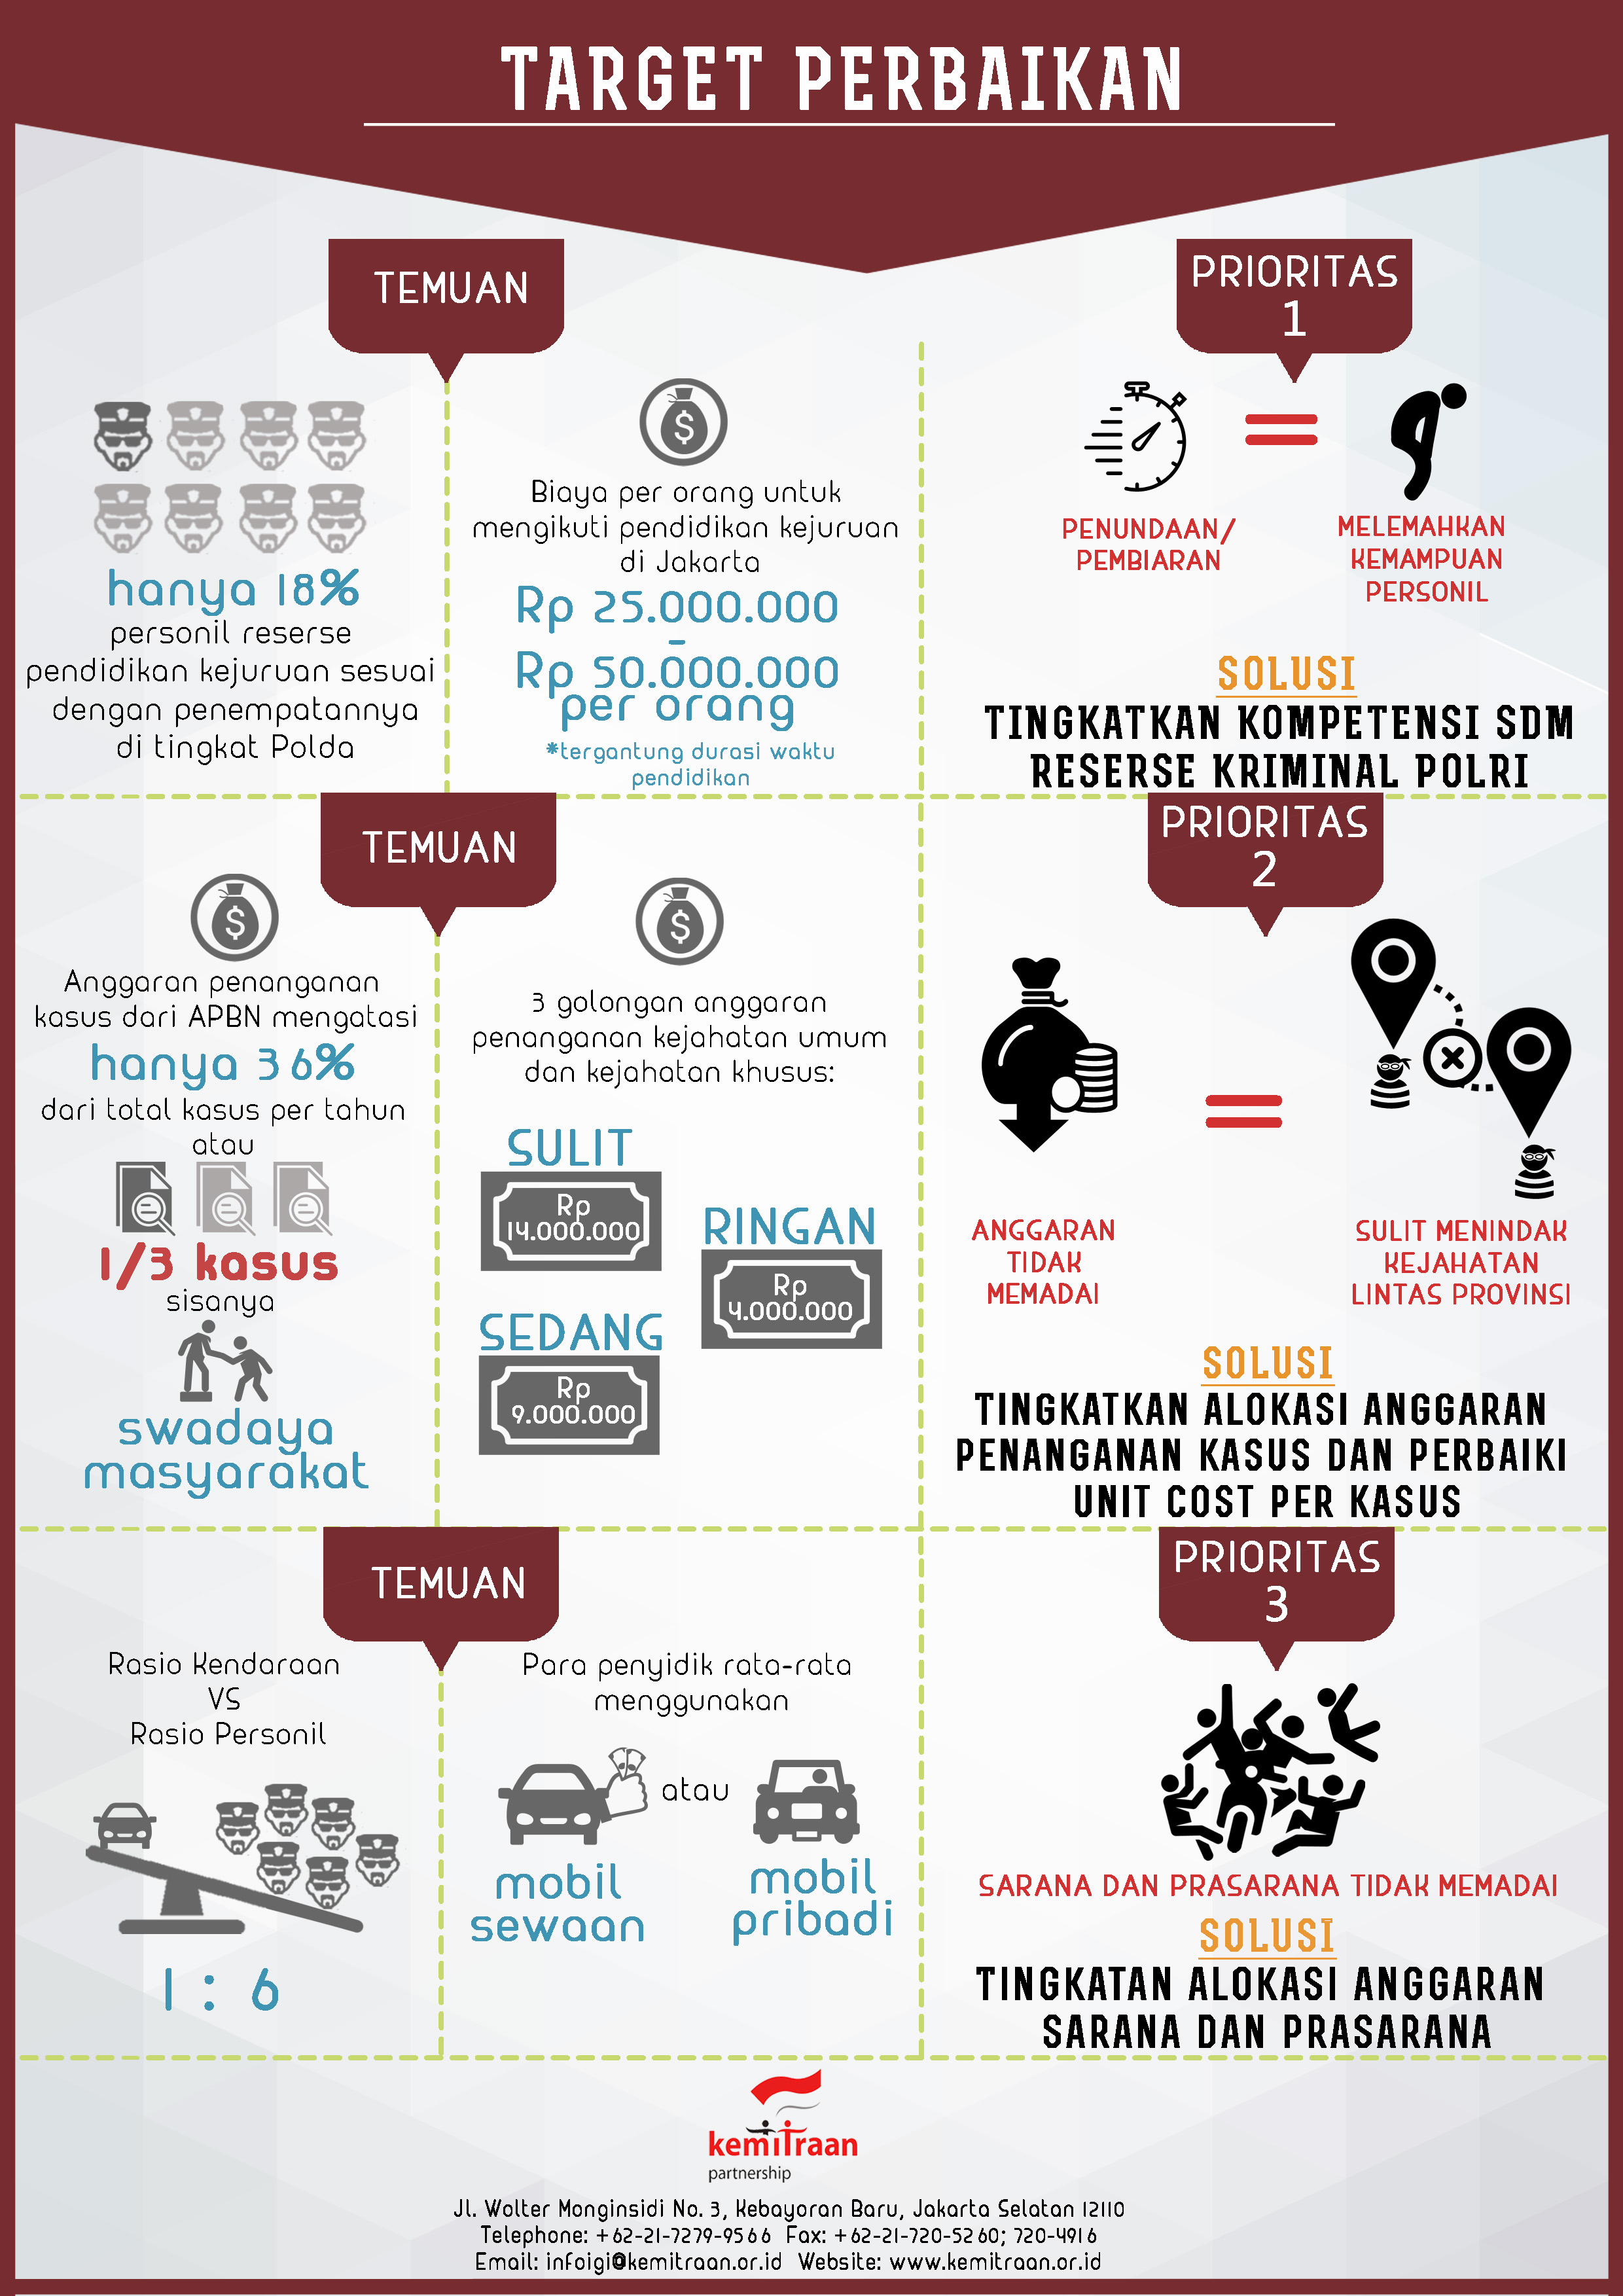 TARGET PERBAIKAN
TEMUAN
hanya 18%
personil reserse
pendidikan kejuruan sesuai
dengan penempatannya
di tingkat Polda
$
Biaya per orang untuk
mengikuti pendidikan kejuruan
di Jakarta
Rp 25.000.000
-
Rp 50.000.000
per orang
*tergantung durasi waktu
pendidikan
PRIORITAS
1
PENUNDAAN/
PEMBIARAN
=
MELEMAHKAN
KEMAMPUAN
PERSONIL
SOLUSI
TINGKATKAN KOMPETENSI SDM
RESERSE KRIMINAL POLRI
TEMUAN
$
Anggaran penanganan
kasus dari APBN mengatasi
hanya 36%
dari total kasus per tahun
atau
1/3 kasus
sisanya
swadaya
masyarakat
$
3 golongan anggaran
penanganan kejahatan umum
dan kejahatan khusus:
SULIT
Rp
14.000.000
RINGAN
Rp
4.000.000
SEDANG
Rp
9.000.000
PRIORITAS
2
ANGGARAN
TIDAK
MEMADAI
=
SULIT MENINDAK
KEJAHATAN
LINTAS PROVINSI
SOLUSI
TINGKATKAN ALOKASI ANGGARAN
PENANGANAN KASUS DAN PERBAIKI
UNIT COST PER KASUS
TEMUAN
Rasio Kendaraan
VS
Rasio Personil
1 : 6
Para penyidik rata-rata
menggunakan
atau
mobil
sewaan
mobil
pribadi
PRIORITAS
3
SARANA DAN PRASARANA TIDAK MEMADAI
SOLUSI
TINGKATAN ALOKASI ANGGARAN
SARANA DAN PRASARANA
kemitraan
partnership
Jl. Wolter Monginsidi No. 3, Kebayoran Baru, Jakarta Selatan 12110
Telephone: +62-21-7279-9566 Fax: +62-21-720-5260; 720-4916
Email: infoigi@kemitraan.or.id Website: www.kemitraan.or.id